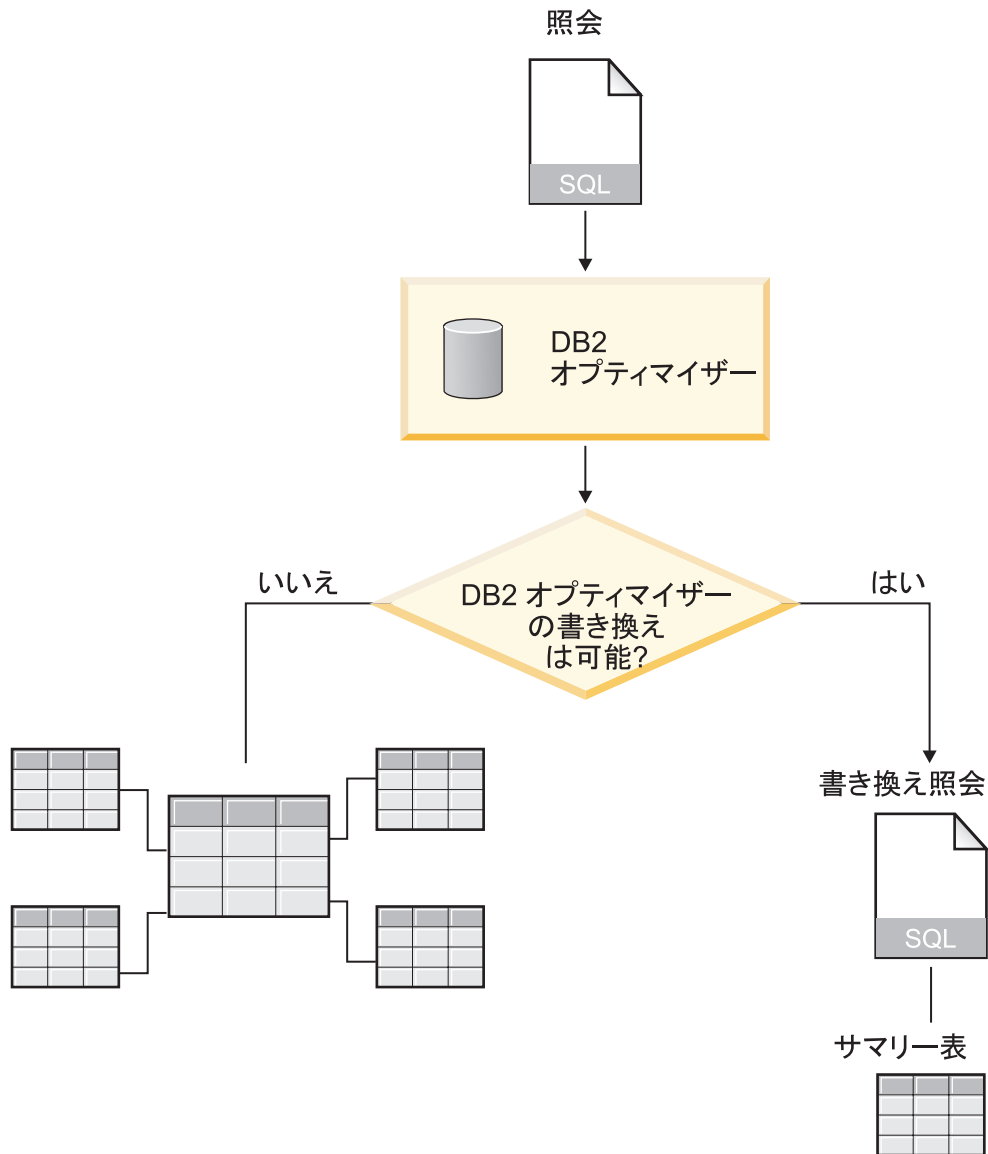 照会
SQL
DB2
オプティマイザー
DB2 オプティマイザー
の書き換え
は可能?
いいえ
はい
書き換え照会
SQL
サマリー表